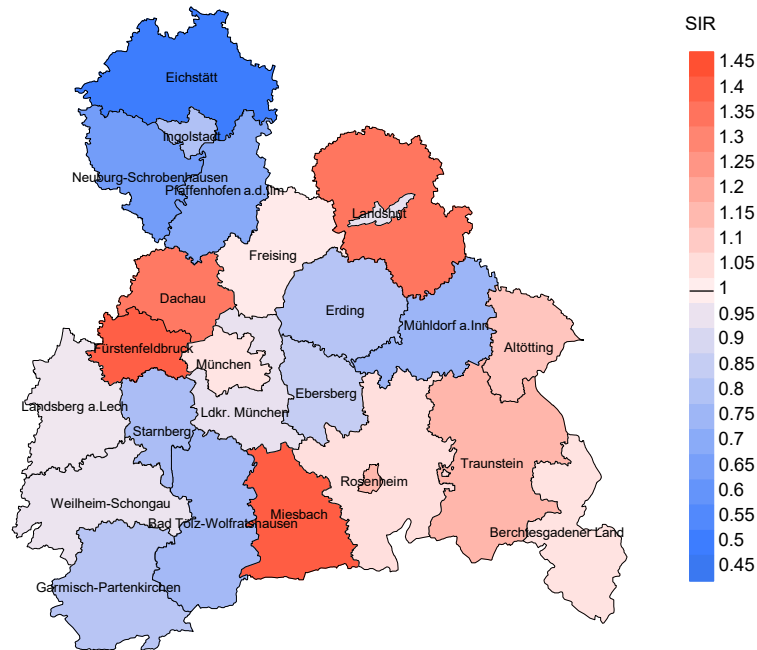 SIR
Eichstätt
Ingolstadt
Neuburg-Schrobenhausen
Pfaffenhofen a.d.Ilm
Landshut
Freising
Dachau
Erding
Mühldorf a.Inn
Fürstenfeldbruck
München
Altötting
Ebersberg
Landsberg a.Lech
Ldkr. München
Starnberg
Traunstein
Rosenheim
Weilheim-Schongau
Miesbach
Bad Tölz-Wolfratshausen
Berchtesgadener Land
Garmisch-Partenkirchen
1.45
1.4
1.35
1.3
1.25
1.2
1.15
1.1
1.05
1
0.95
0.9
0.85
0.8
0.75
0.7
0.65
0.6
0.55
0.5
0.45